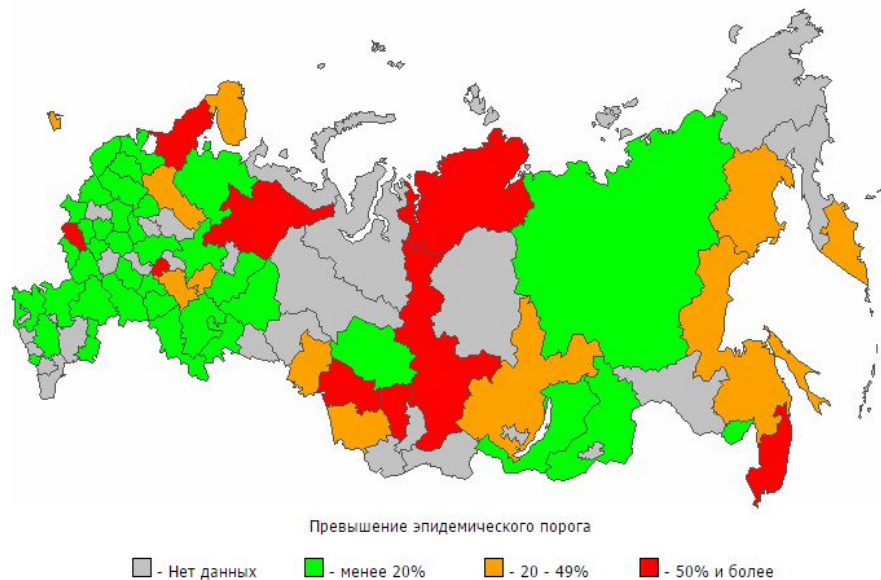 Превышение эпидемического порога
- Нет данных - менее 20% - 20 - 49% - 50% и более